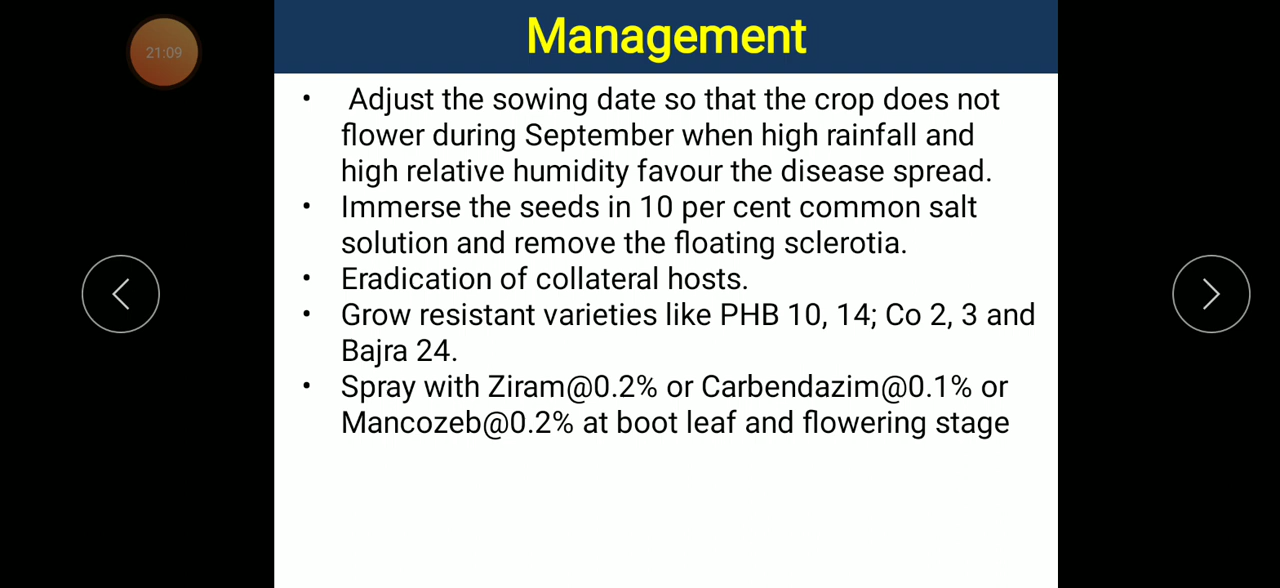 21:09
Management
• Adjust the sowing date so that the crop does not
flower during September when high rainfall and
high relative humidity favour the disease spread.
• Immerse the seeds in 10 per cent common salt
solution and remove the floating sclerotia.
• Eradication of collateral hosts.
• Grow resistant varieties like PHB 10, 14; Co 2, 3 and
Bajra 24.
• Spray with Ziram@0.2% or Carbendazim@0.1% or
Mancozeb@0.2% at boot leaf and flowering stage